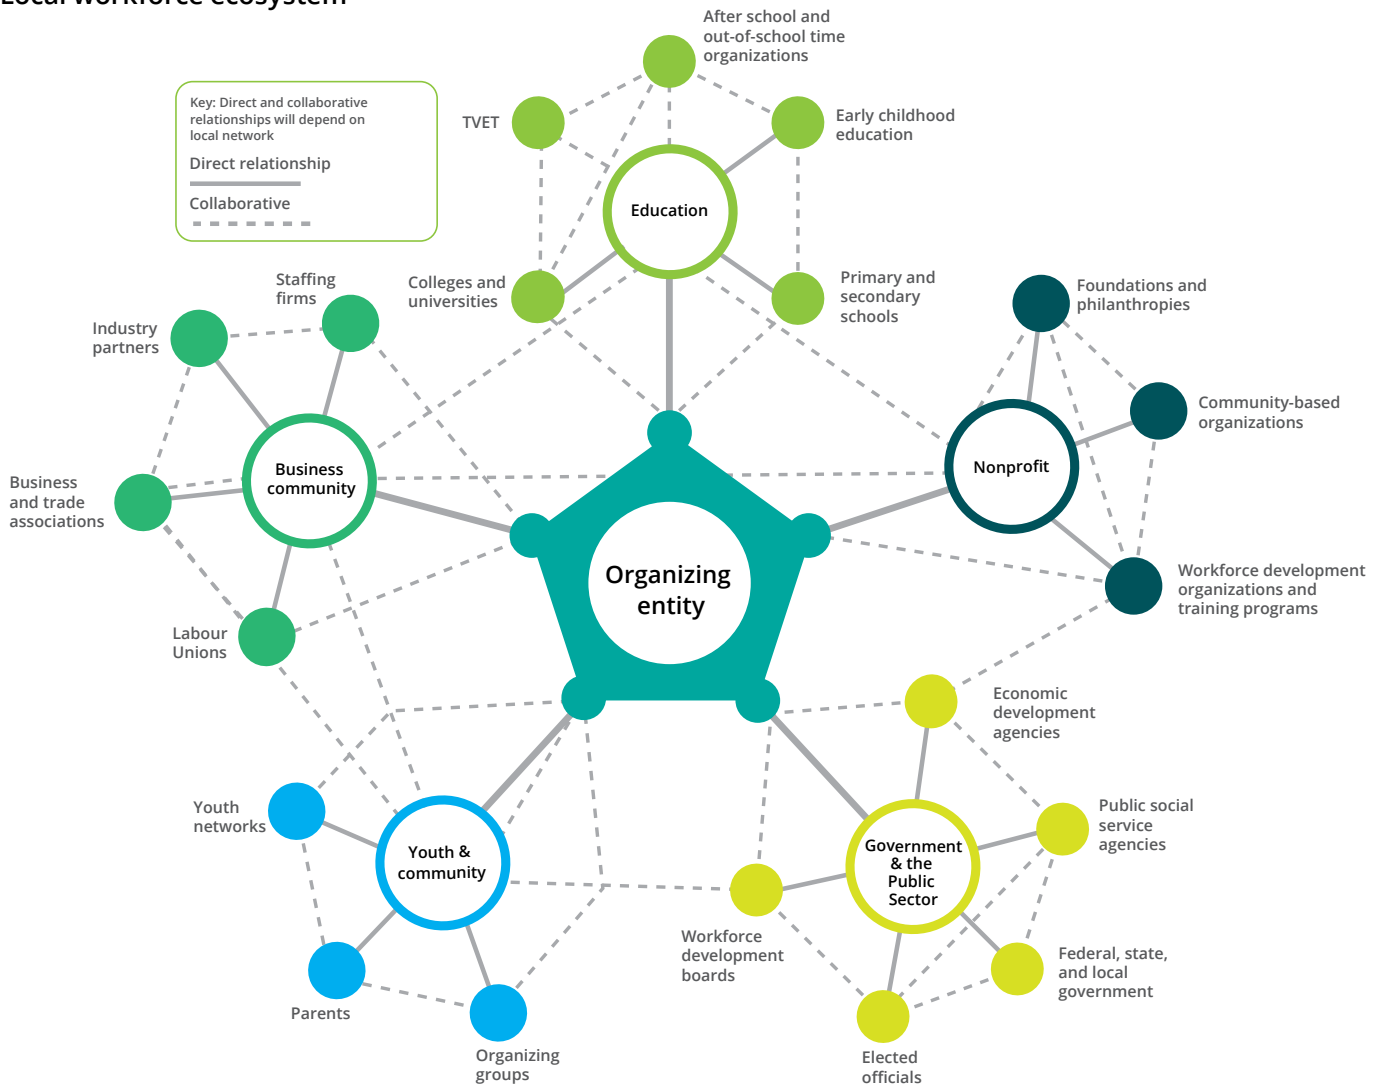 Local workforce ecosystem
After school and
out-of-school time
organizations
Key: Direct and collaborative
relationships will depend on
local network
Direct relationship
Collaborative
TVET
Early childhood
education
Education
Colleges and
universities
Primary and
secondary
schools
Staffing
firms
Industry
partners
Foundations and
philanthropies
Community-based
organizations
Business
community
Nonprofit
Business
and trade
associations
Organizing
entity
Workforce development
organizations and
training programs
Labour
Unions
Economic
development
agencies
Youth
networks
Public social
service
agencies
Youth &
community
Government
& the
Public
Sector
Workforce
development
boards
Federal, state,
and local
government
Parents
Organizing
groups
Elected
officials